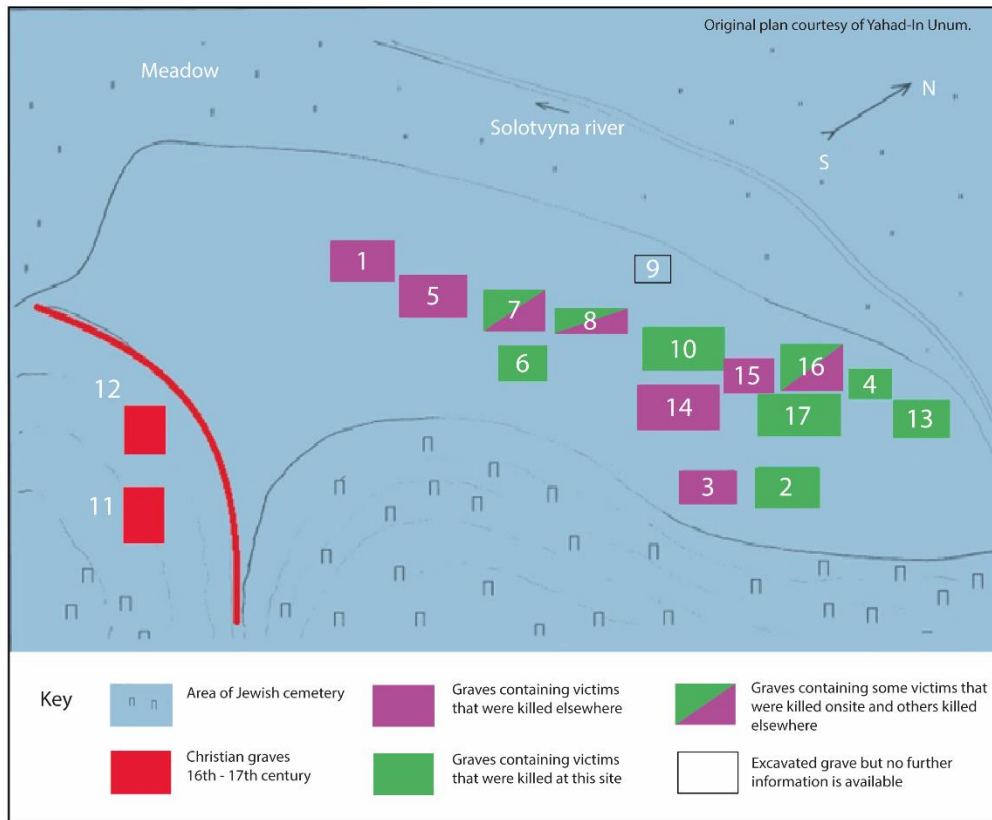 Original plan courtesy of Yahad-In Unum.
Meadow
N
Solotvyna river
S
1
9
5
7
8
10
6
15
16
4
12
14
17
13
3
2
11
Key
Area of Jewish cemetery
Graves containing victims
that were killed elsewhere
Graves containing some victims that
were killed onsite and others killed
elsewhere
Christian graves
16th - 17th century
Graves containing victims
that were killed at this site
Excavated grave but no further
information is available